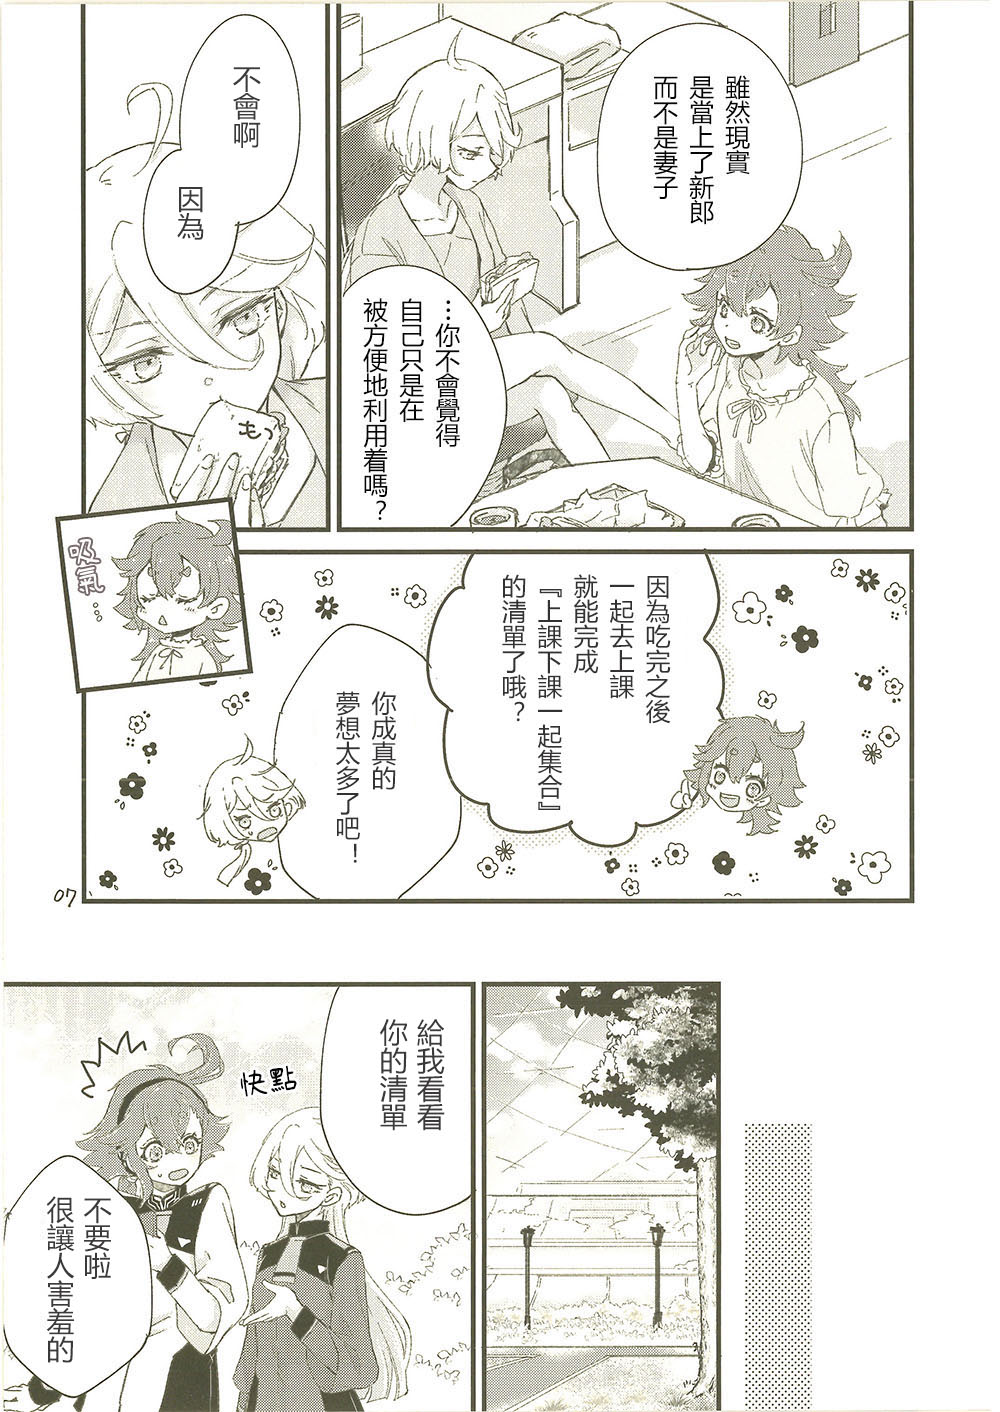 雖然現實
是當上了新郎
而不是妻子
…你不會覺得
自己只是在
被方便地利用着嗎？
不會啊
因為
もっ
吸氣…
因為吃完之後
一起去上課
就能完成
『上課下課一起集合』
的清單了哦？
你成真的
夢想太多了吧！
07
給我看看
你的清單
快點
不要啦
很讓人害羞的